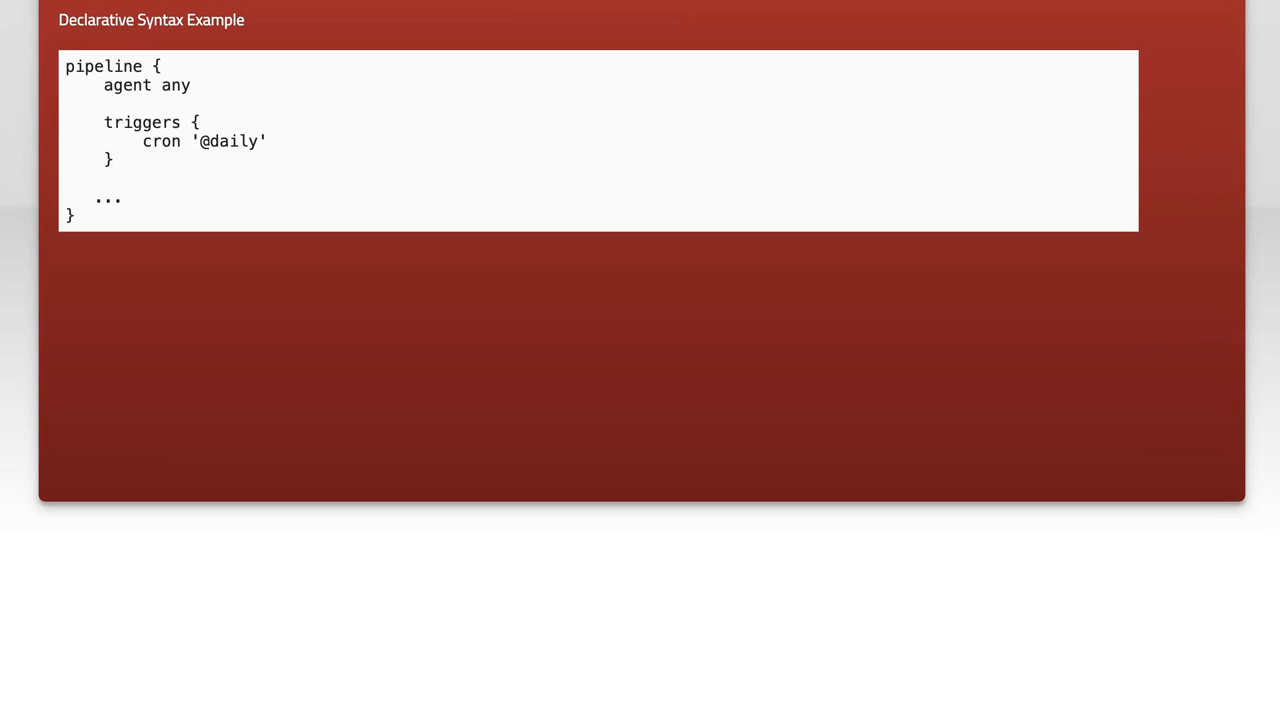 Declarative Syntax Example
pipeline {
    agent any
    triggers {
        cron '@daily'
    }
   ...
}